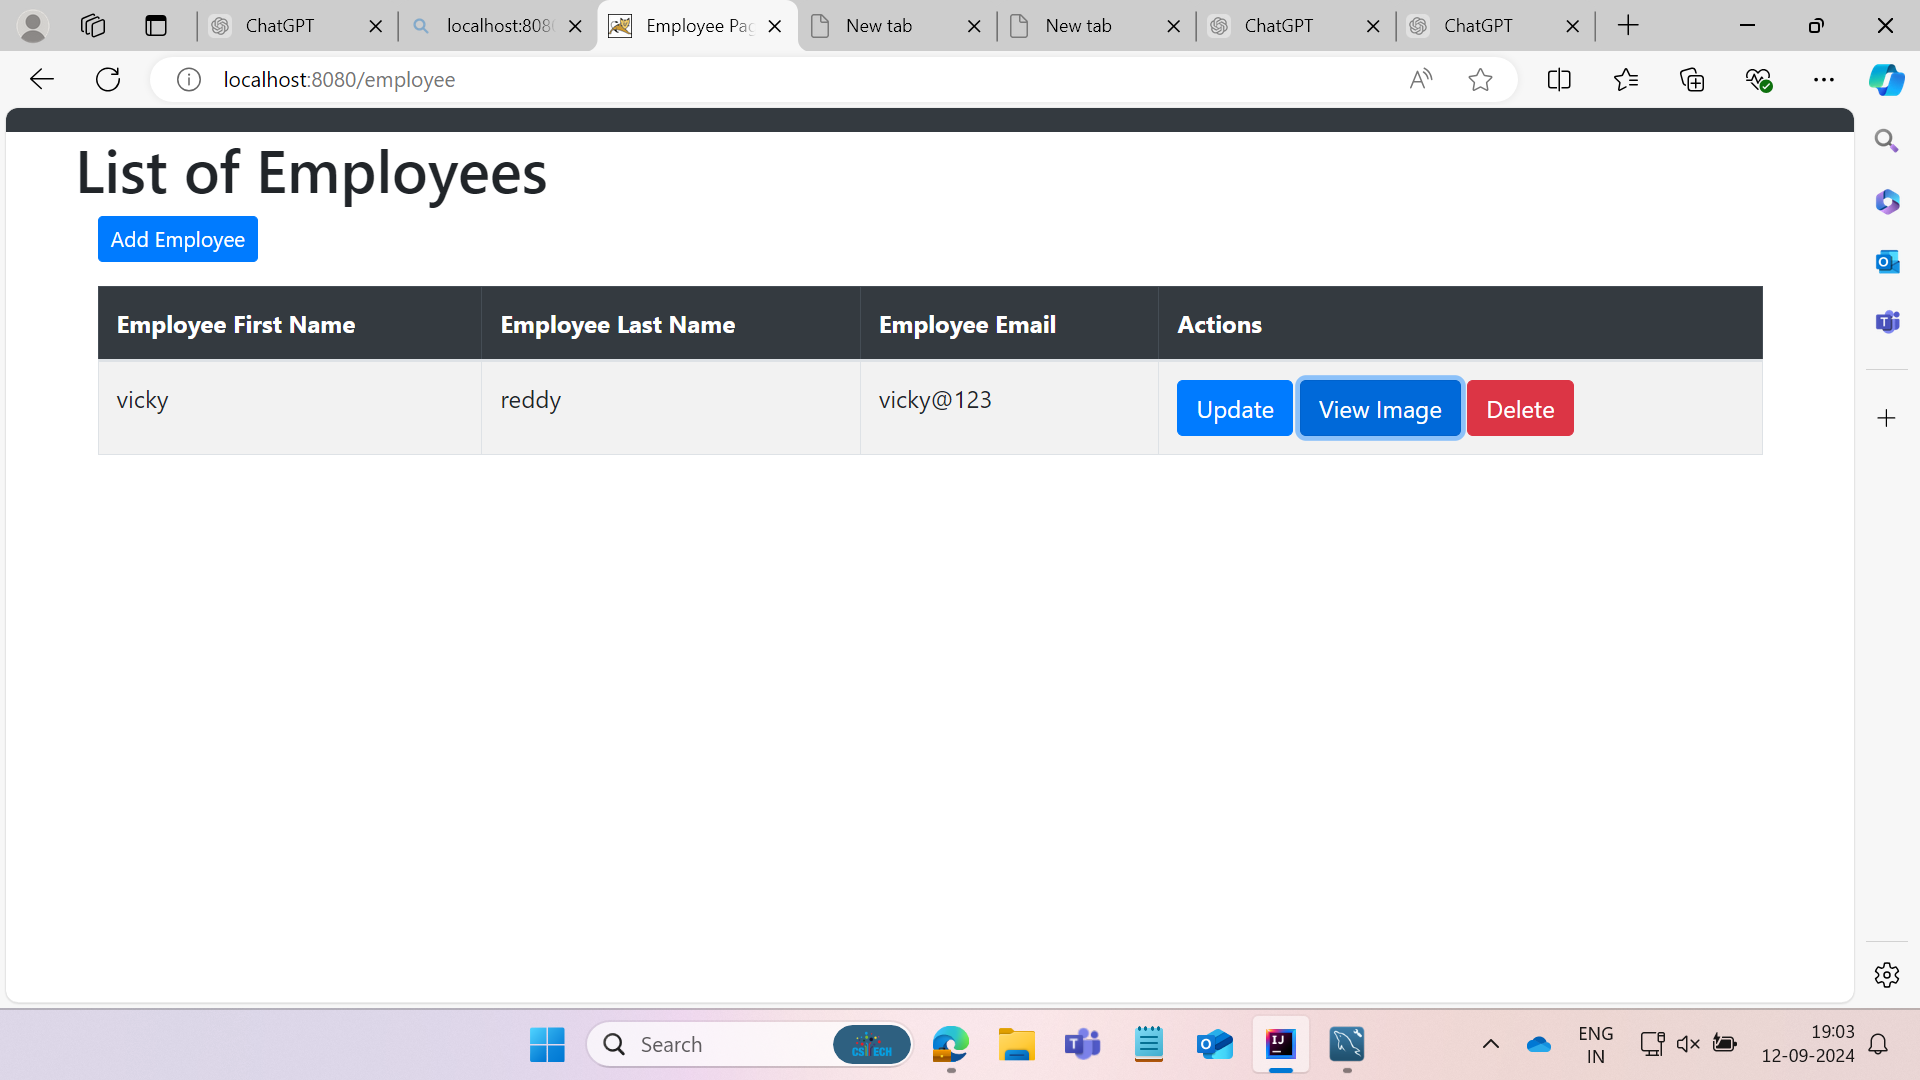 ChatGPT
localhost:808
Employee Pag
New tab
New tab
ChatGPT
ChatGPT
localhost:8080/employee
List of Employees
Add Employee
Employee First Name Employee Last Name Employee Email Actions
vicky reddy vicky@123 Update View Image Delete
Search
CSITECH
ENG
IN
19:03
12-09-2024